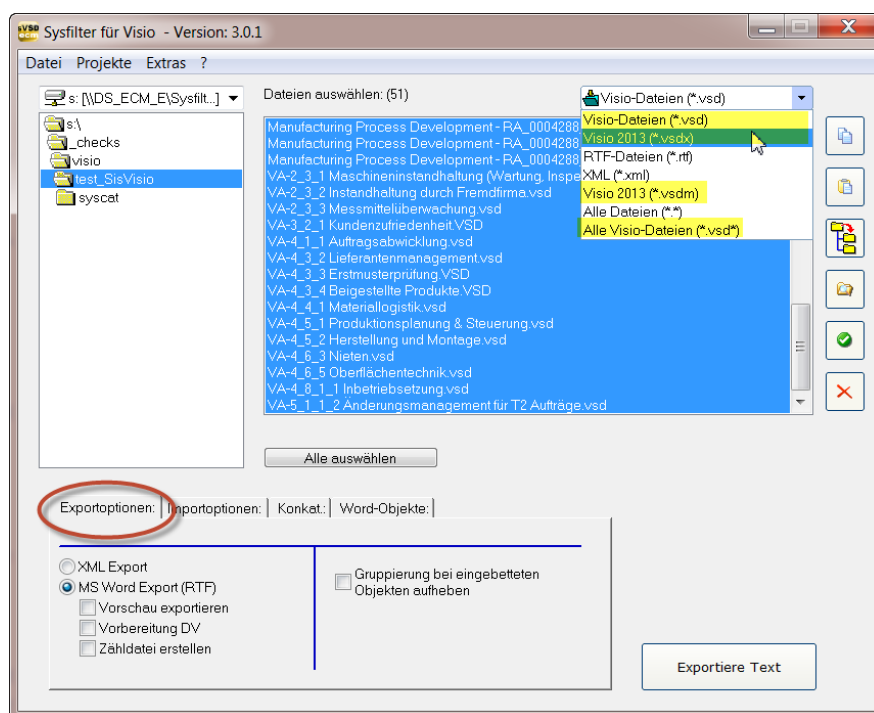 sVSD
ecm
Sysfilter für Visio - Version: 3.0.1
Datei Projekte Extras ?
s: [\\DS_ECM_E\Sysfilt..]
s:\
_checks
visio
test_SisVisio
syscat
Dateien auswählen: (51)
Visio-Dateien (*.vsd)
Visio-Dateien (*.vsd)
Visio 2013 (*.vsdx)
RTF-Dateien (*.rtf)
XML (*.xml)
Visio 2013 (*.vsdm)
Alle Dateien (*.*)
Alle Visio-Dateien (*.vsd*)
Manufacturing Process Development - RA_0004288
Manufacturing Process Development - RA_0004288
Manufacturing Process Development - RA_0004288
VA-2_3_1 Maschineninstandhaltung (Wartung, Inspe
VA-2_3_2 Instandhaltung durch Fremdfirma.vsd
VA-2_3_3 Messmittelüberwachung.vsd
VA-3_2_1 Kundenzufriedenheit.VSD
VA-4_1_1 Auftragsabwicklung.vsd
VA-4_3_2 Lieferantenmanagement.vsd
VA-4_3_3 Erstmusterprüfung.VSD
VA-4_3_4 Beigestellte Produkte.VSD
VA-4_4_1 Materiallogistik.vsd
VA-4_5_1 Produktionsplanung & Steuerung.vsd
VA-4_5_2 Herstellung und Montage.vsd
VA-4_6_3 Nieten.vsd
VA-4_6_5 Oberflächentechnik.vsd
VA-4_8_1_1 Inbetriebsetzung.vsd
VA-5_1_1_2 Änderungsmanagement für T2 Aufträge.vsd
Alle auswählen
Exportoptionen: Importoptionen: Konkat.: Word-Objekte:
XML Export
MS Word Export (RTF)
Vorschau exportieren
Vorbereitung DV
Zähldatei erstellen
Gruppierung bei eingebetteten
Objekten aufheben
Exportiere Text